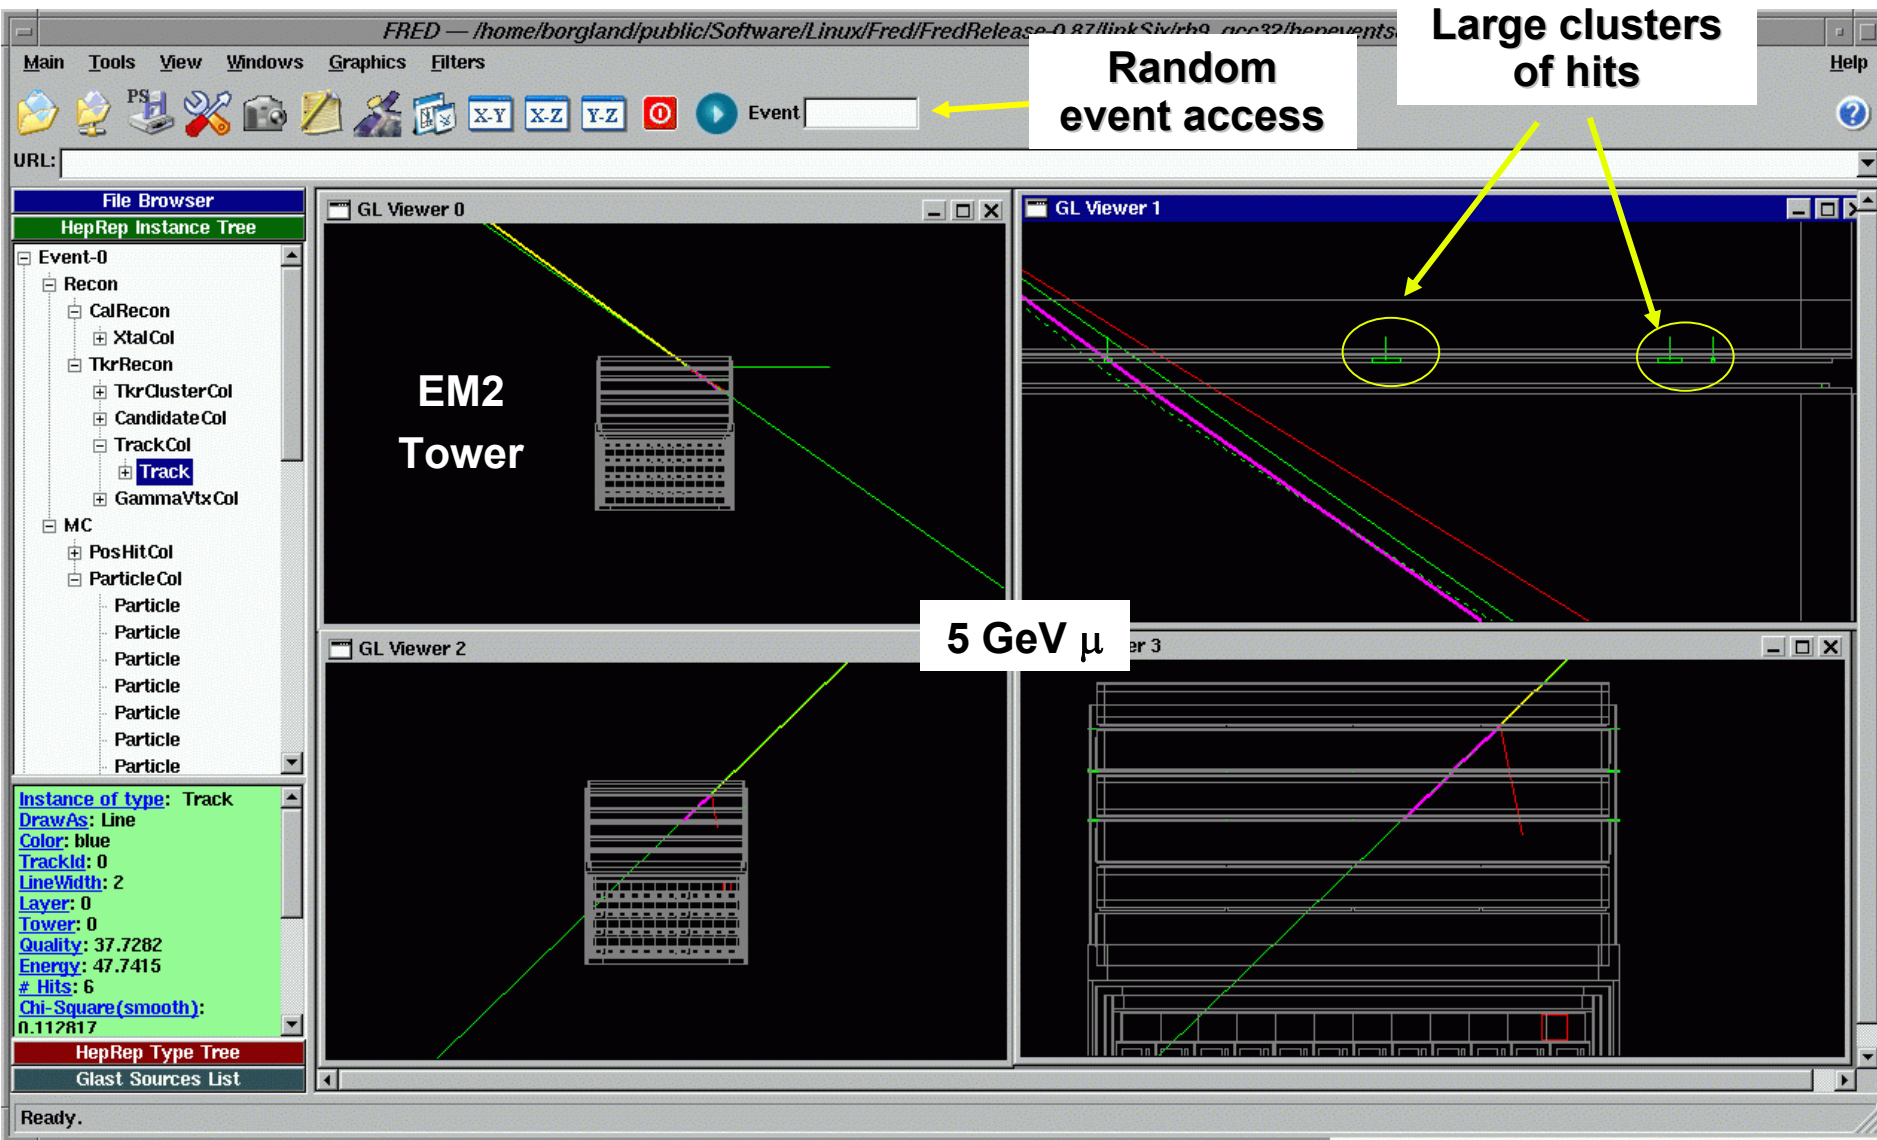 FRED — /home/borgland/public/Software/Linux/Fred/FredRelease-0.87/linkSix/rh9_gcc32/hepevents
Large clusters
of hits
Main Tools View Windows Graphics Filters
Help
Random
event access
PS
X-Y X-Z Y-Z
Event
URL:
File Browser
HepRep Instance Tree
Event-0
Recon
CalRecon
XtalCol
TkrRecon
TkrClusterCol
CandidateCol
TrackCol
Track
GammaVtxCol
MC
PosHitCol
ParticleCol
Particle
Particle
Particle
Particle
Particle
Particle
Particle
Instance of type: Track
DrawAs: Line
Color: blue
TrackId: 0
LineWidth: 2
Layer: 0
Tower: 0
Quality: 37.7282
Energy: 47.7415
# Hits: 6
Chi-Square(smooth):
0.112817
HepRep Type Tree
Glast Sources List
GL Viewer 0
EM2
Tower
GL Viewer 1
5 GeV μ
GL Viewer 2
er 3
Ready.